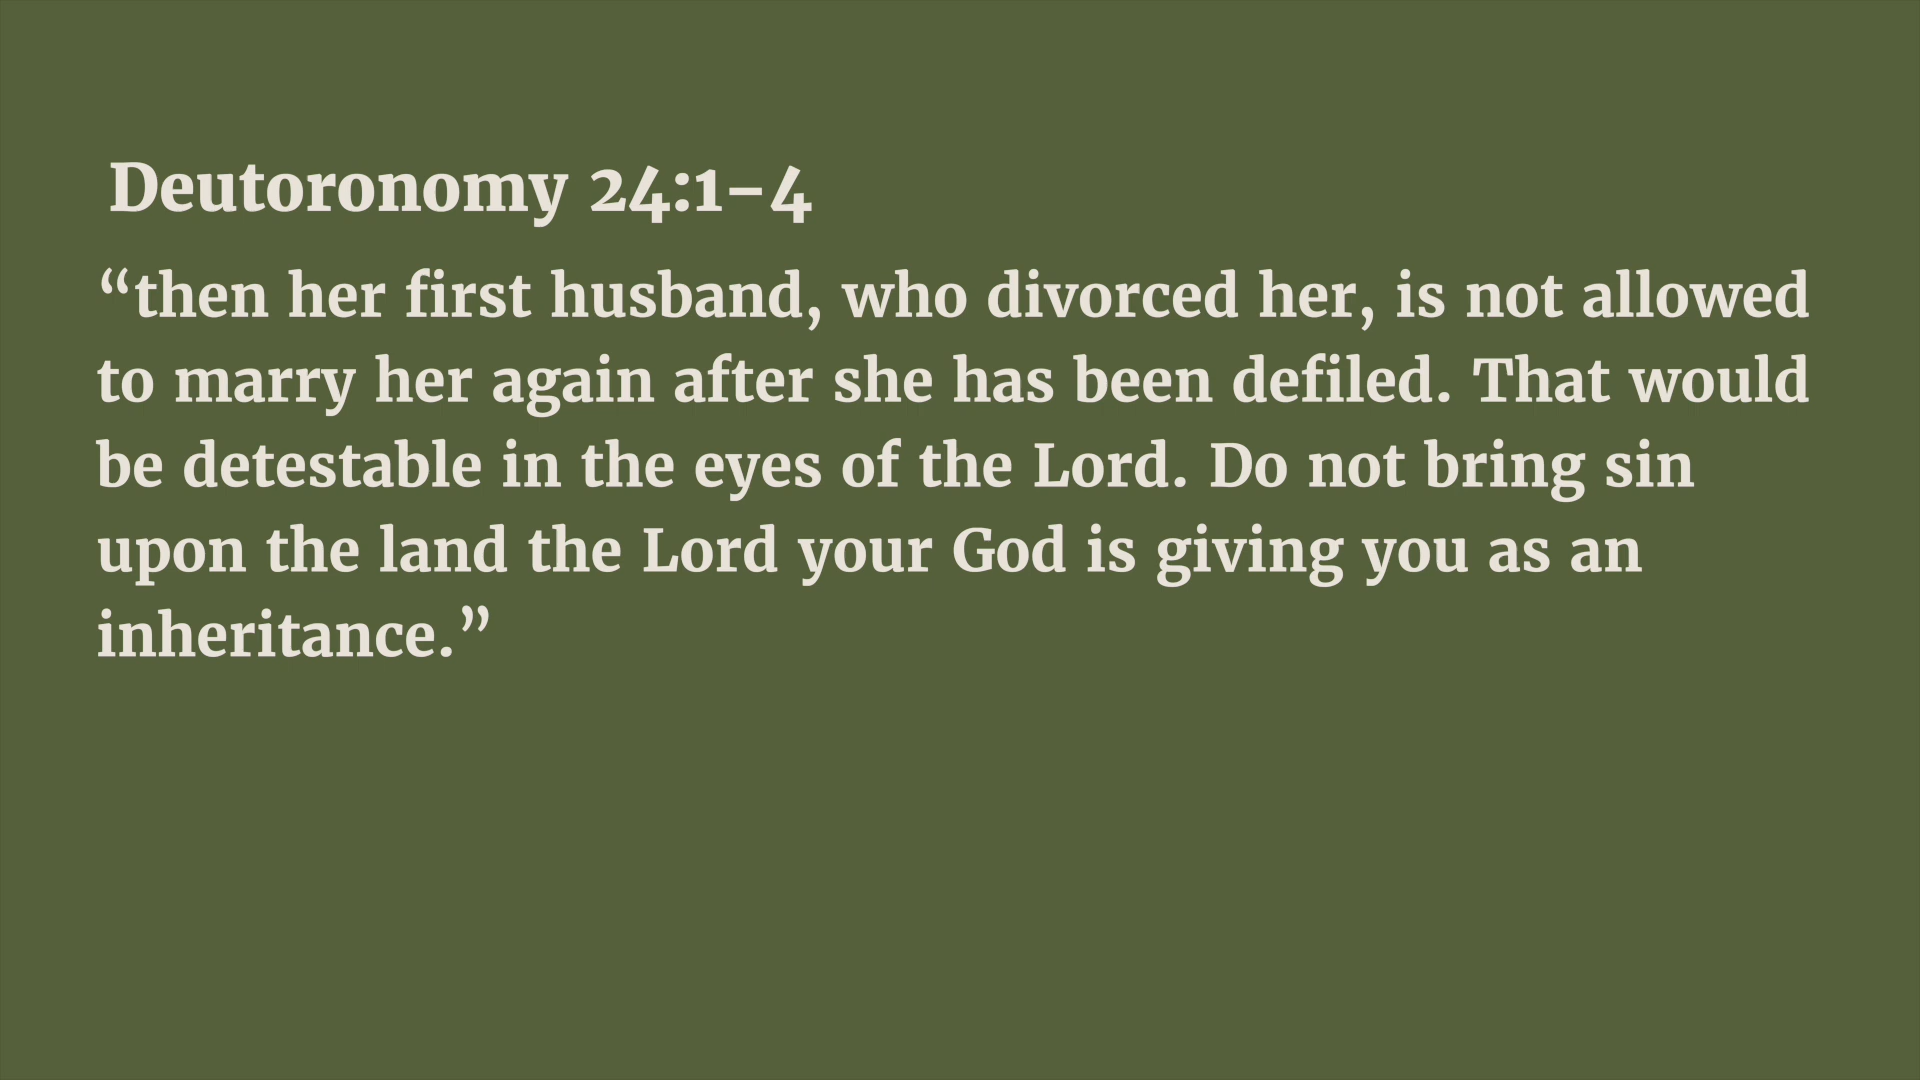 Deutoronomy 24:1–4
“then her first husband, who divorced her, is not allowed
to marry her again after she has been defiled. That would
be detestable in the eyes of the Lord. Do not bring sin
upon the land the Lord your God is giving you as an
inheritance.”